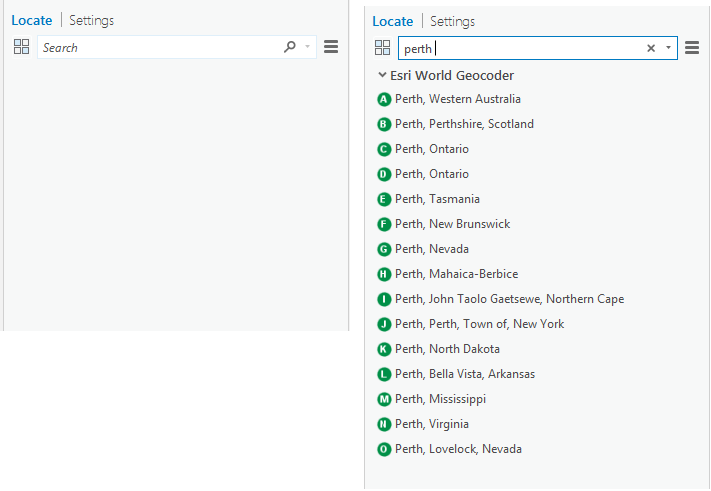 Locate Settings
Search
Locate Settings
perth
Esri World Geocoder
A Perth, Western Australia
B Perth, Perthshire, Scotland
C Perth, Ontario
D Perth, Ontario
E Perth, Tasmania
F Perth, New Brunswick
G Perth, Nevada
H Perth, Mahaica-Berbice
I Perth, John Taolo Gaetsewe, Northern Cape
J Perth, Perth, Town of, New York
K Perth, North Dakota
L Perth, Bella Vista, Arkansas
M Perth, Mississippi
N Perth, Virginia
O Perth, Lovelock, Nevada